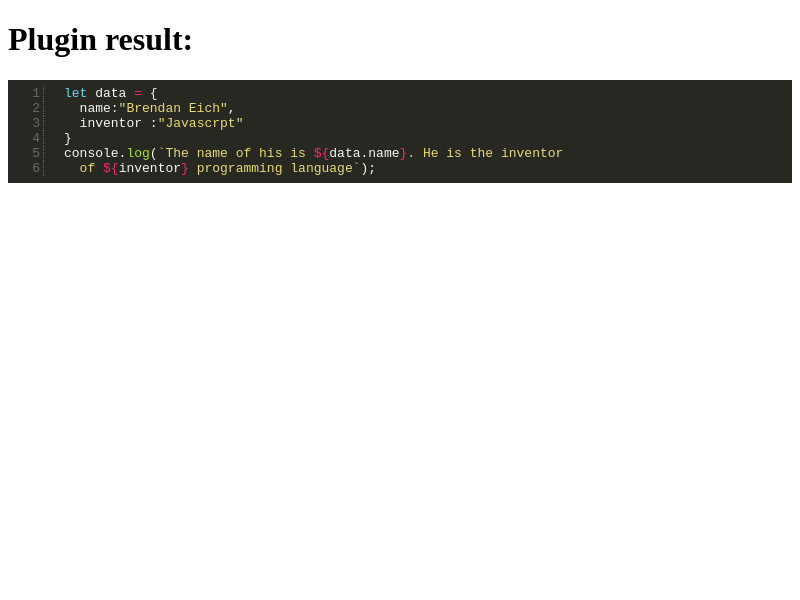 Plugin result:
1 let data = {
2   name:"Brendan Eich",
3   inventor :"Javascrpt"
4 }
5 console.log(`The name of his is ${data.name}. He is the inventor
6   of ${inventor} programming language`);